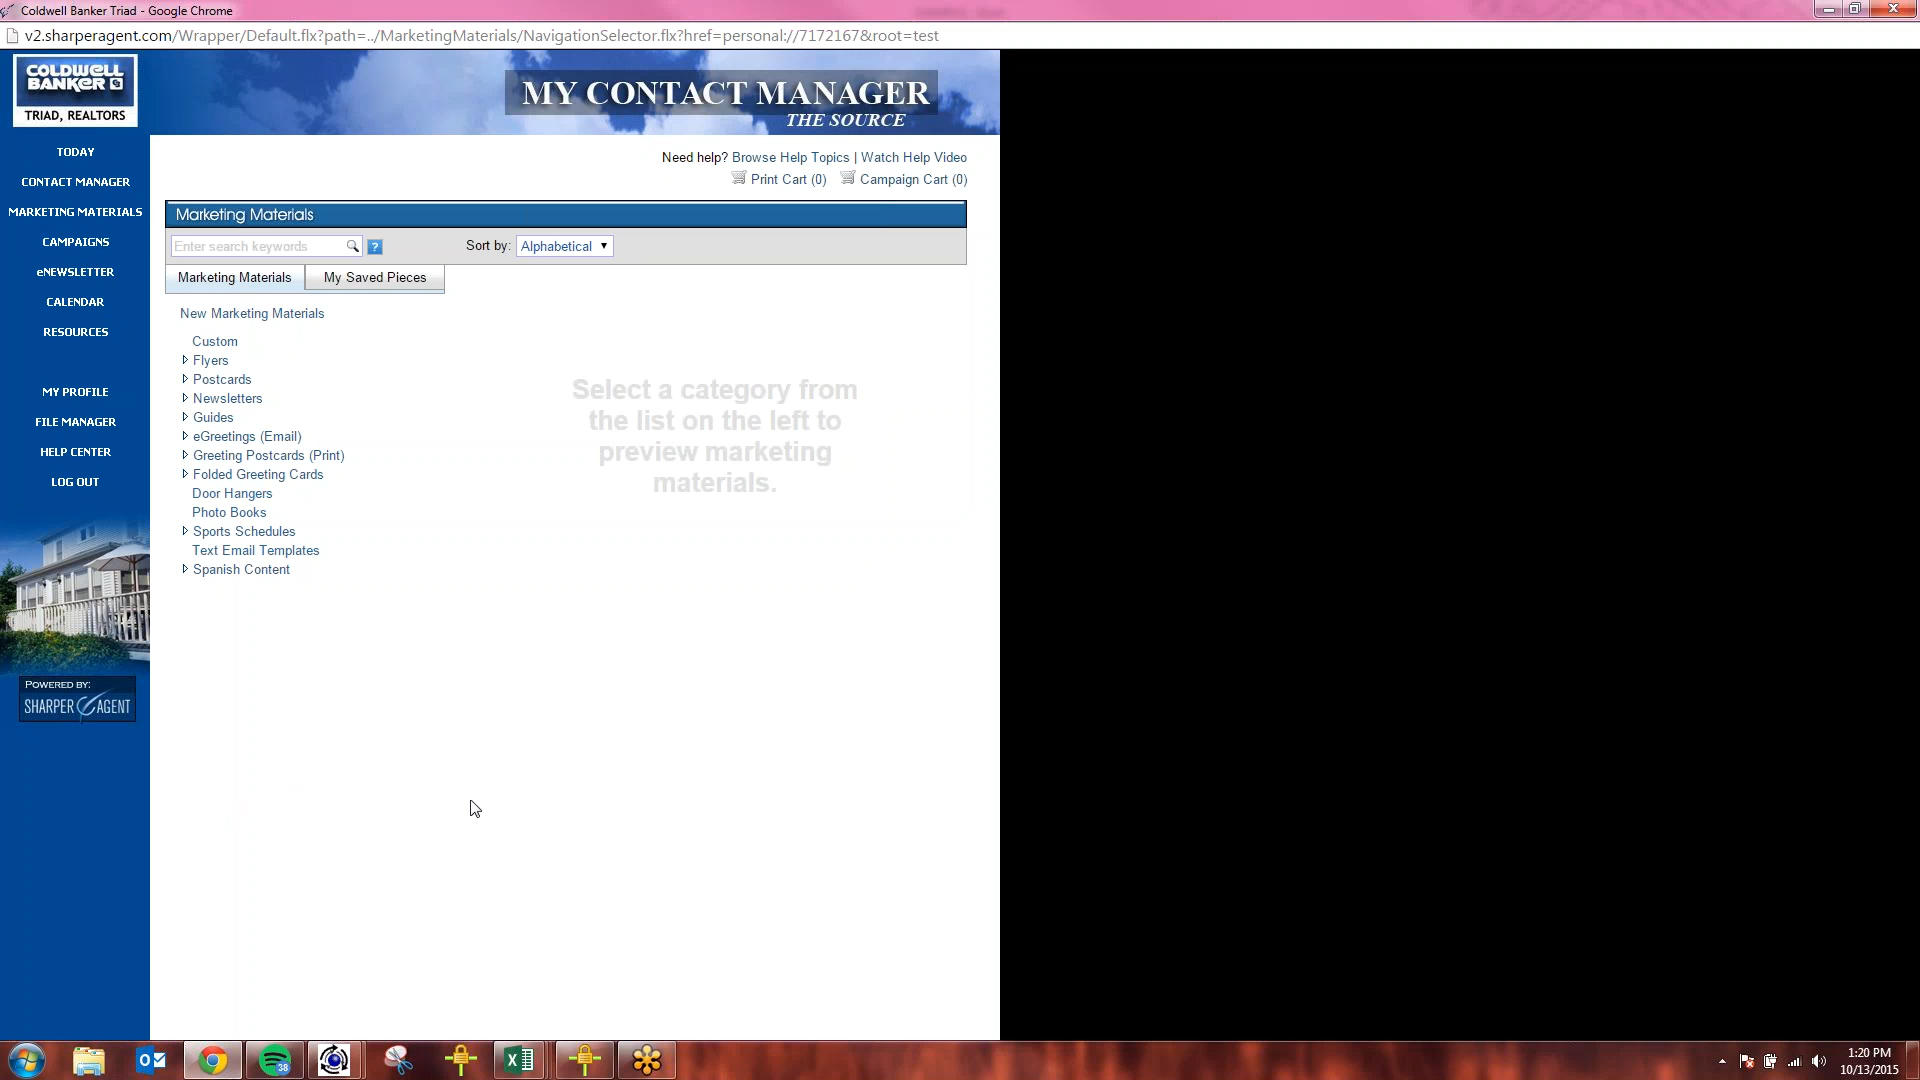 Coldwell Banker Triad - Google Chrome
v2.sharperagent.com/Wrapper/Default.flx?path=../MarketingMaterials/NavigationSelector.flx?href=personal://7172167&root=test
COLDWELL
BANKER
TRIAD, REALTORS
MY CONTACT MANAGER
THE SOURCE
TODAY
CONTACT MANAGER
MARKETING MATERIALS
CAMPAIGNS
eNEWSLETTER
CALENDAR
RESOURCES
MY PROFILE
FILE MANAGER
HELP CENTER
LOG OUT
POWERED BY:
SHARPER AGENT
Need help? Browse Help Topics | Watch Help Video
Print Cart (0) Campaign Cart (0)
Marketing Materials
Enter search keywords ? Sort by: Alphabetical
Marketing Materials My Saved Pieces
New Marketing Materials
Custom
Flyers
Postcards
Newsletters
Guides
eGreetings (Email)
Greeting Postcards (Print)
Folded Greeting Cards
Door Hangers
Photo Books
Sports Schedules
Text Email Templates
Spanish Content
Select a category from
the list on the left to
preview marketing
materials.
38
1:20 PM
10/13/2015